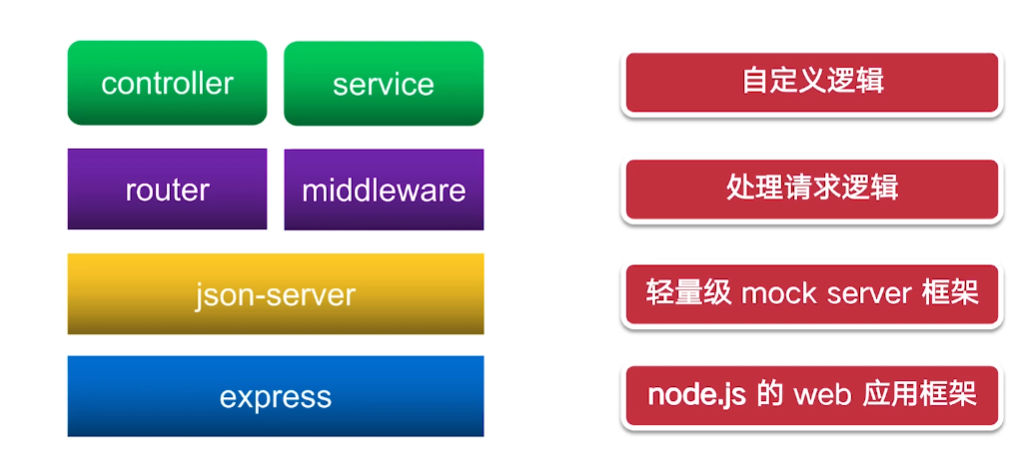 controller
service
自定义逻辑
router
middleware
处理请求逻辑
json-server
轻量级 mock server 框架
express
node.js 的 web 应用框架